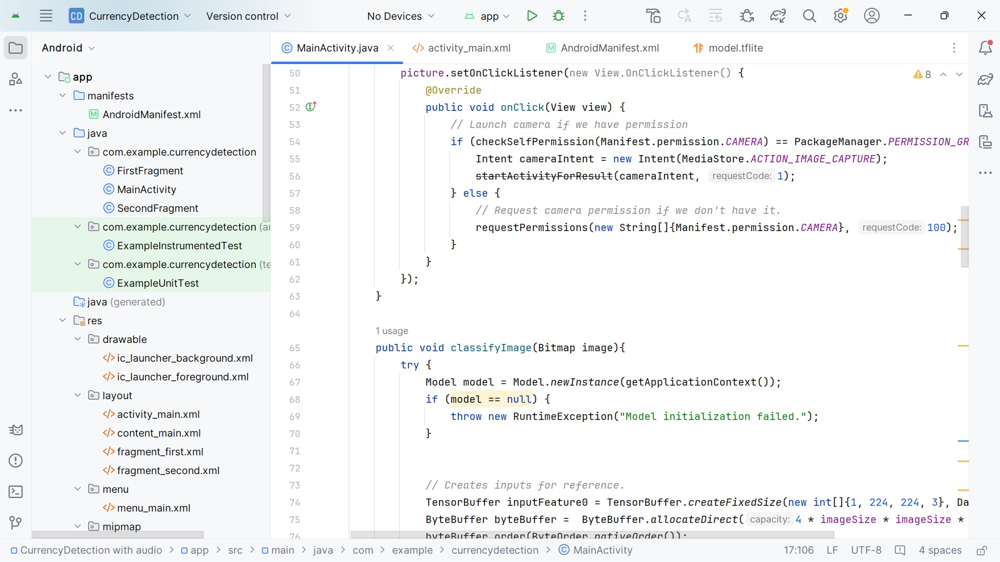 CD CurrencyDetection Version control No Devices app
Android
MainActivity.java activity_main.xml AndroidManifest.xml model.tflite
app
manifests
AndroidManifest.xml
java
com.example.currencydetection
FirstFragment
MainActivity
SecondFragment
com.example.currencydetection (an
ExampleInstrumentedTest
com.example.currencydetection (te
ExampleUnitTest
java (generated)
res
drawable
ic_launcher_background.xml
ic_launcher_foreground.xml
layout
activity_main.xml
content_main.xml
fragment_first.xml
fragment_second.xml
menu
menu_main.xml
mipmap
8
50 picture.setOnClickListener(new View.OnClickListener() {
51 @Override
52 public void onClick(View view) {
53 // Launch camera if we have permission
54 if (checkSelfPermission(Manifest.permission.CAMERA) == PackageManager.PERMISSION_GR
55 Intent cameraIntent = new Intent(MediaStore.ACTION_IMAGE_CAPTURE);
56 startActivityForResult(cameraIntent, requestCode: 1);
57 } else {
58 // Request camera permission if we don't have it.
59 requestPermissions(new String[]{Manifest.permission.CAMERA}, requestCode: 100);
60 }
61 }
62 });
63 }
64
1 usage
65 public void classifyImage(Bitmap image){
66 try {
67 Model model = Model.newInstance(getApplicationContext());
68 if (model == null) {
69 throw new RuntimeException("Model initialization failed.");
70 }
71
72
73 // Creates inputs for reference.
74 TensorBuffer inputFeature0 = TensorBuffer.createFixedSize(new int[]{1, 224, 224, 3}, Da
75 ByteBuffer byteBuffer = ByteBuffer.allocateDirect( capacity: 4 * imageSize * imageSize *
76 byteBuffer.order(ByteOrder.nativeOrder());
CurrencyDetection with audio > app > src > main > java > com > example > currencydetection > MainActivity 17:106 LF UTF-8 4 spaces